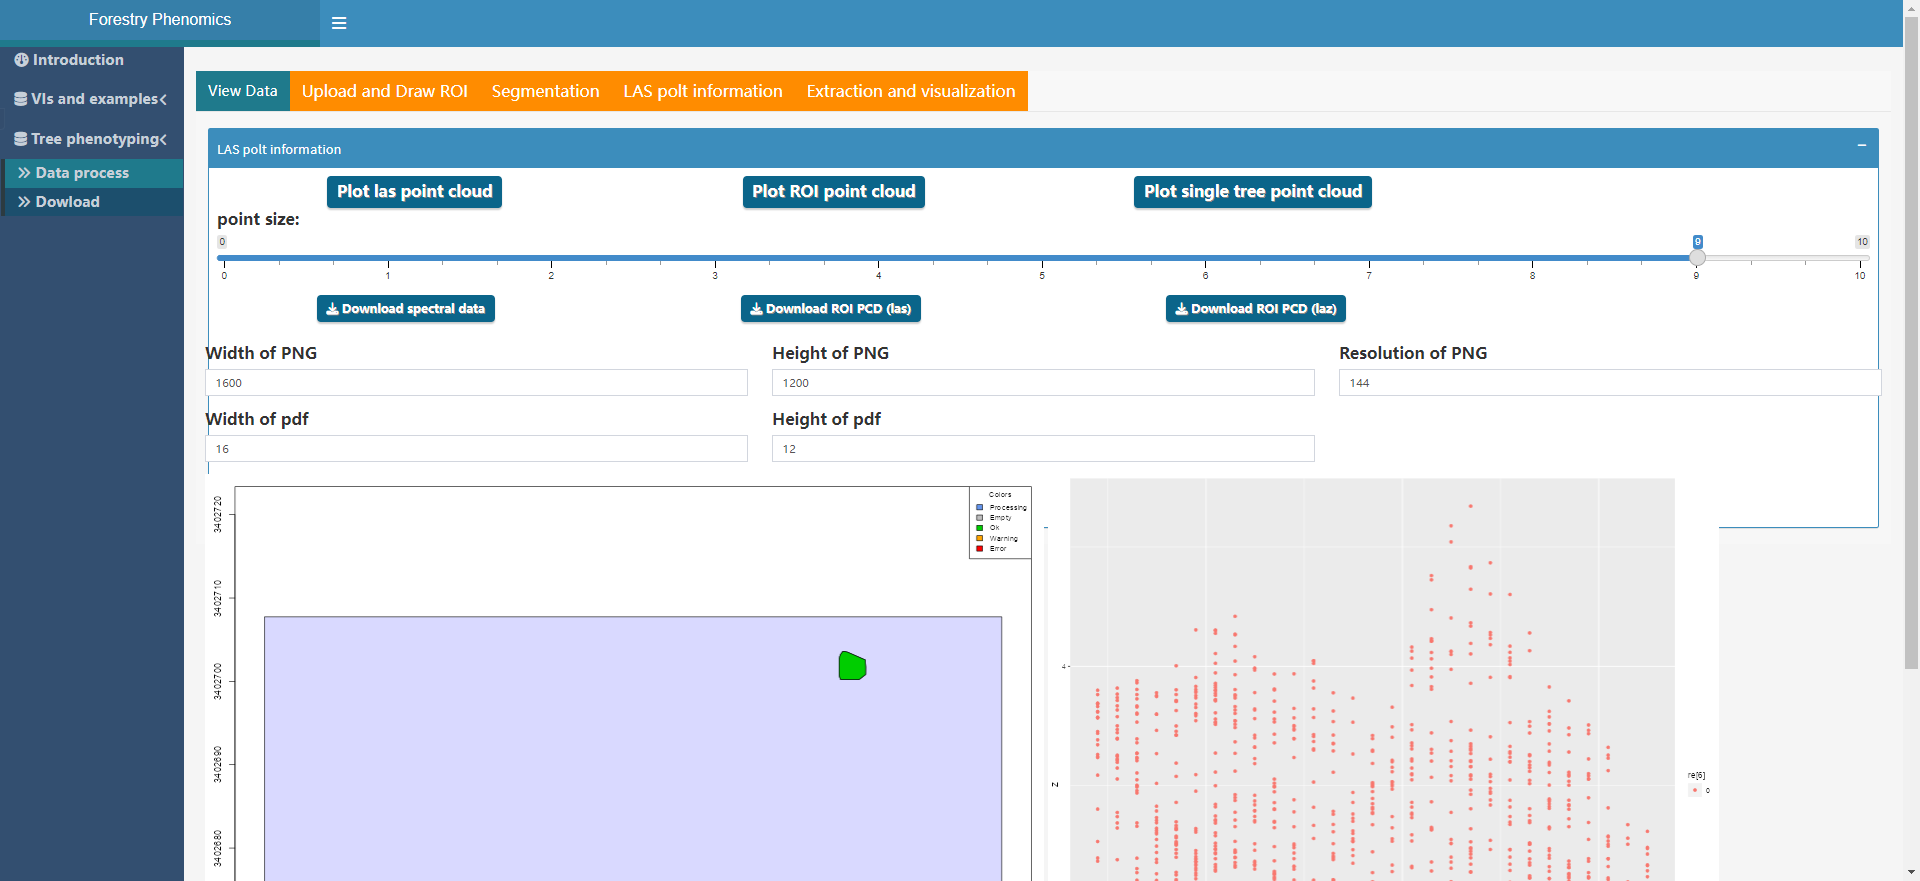 Forestry Phenomics
Introduction
VIs and examples
Tree phenotyping
Data process
Dowload
View Data
Upload and Draw ROI
Segmentation
LAS polt information
Extraction and visualization
LAS polt information
Plot las point cloud
Plot ROI point cloud
Plot single tree point cloud
point size:
0
9
10
0 1 2 3 4 5 6 7 8 9 10
Download spectral data
Download ROI PCD (las)
Download ROI PCD (laz)
Width of PNG
Height of PNG
Resolution of PNG
1600
1200
144
Width of pdf
Height of pdf
16
12
3402720
3402710
3402700
3402690
3402680
Colors
Processing
Empty
Ok
Warning
Error
4
Z
re[6]
0